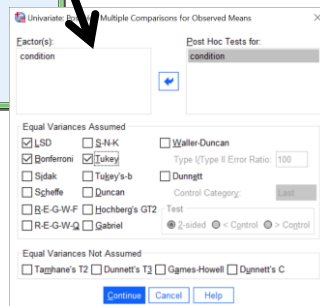 Univariate: Multiple Comparisons for Observed Means
Factor(s):
condition
Post Hoc Tests for:
condition
Equal Variances Assumed
LSD S-N-K Waller-Duncan
Bonferroni Tukey Type I/Type II Error Ratio: 100
Sidak Tukey's-b Dunnett
Scheffe Duncan Control Category: Last
R-E-G-W-F Hochberg's GT2 Test
R-E-G-W-Q Gabriel 2-sided < Control > Control
Equal Variances Not Assumed
Tamhane's T2 Dunnett's T3 Games-Howell Dunnett's C
Continue Cancel Help